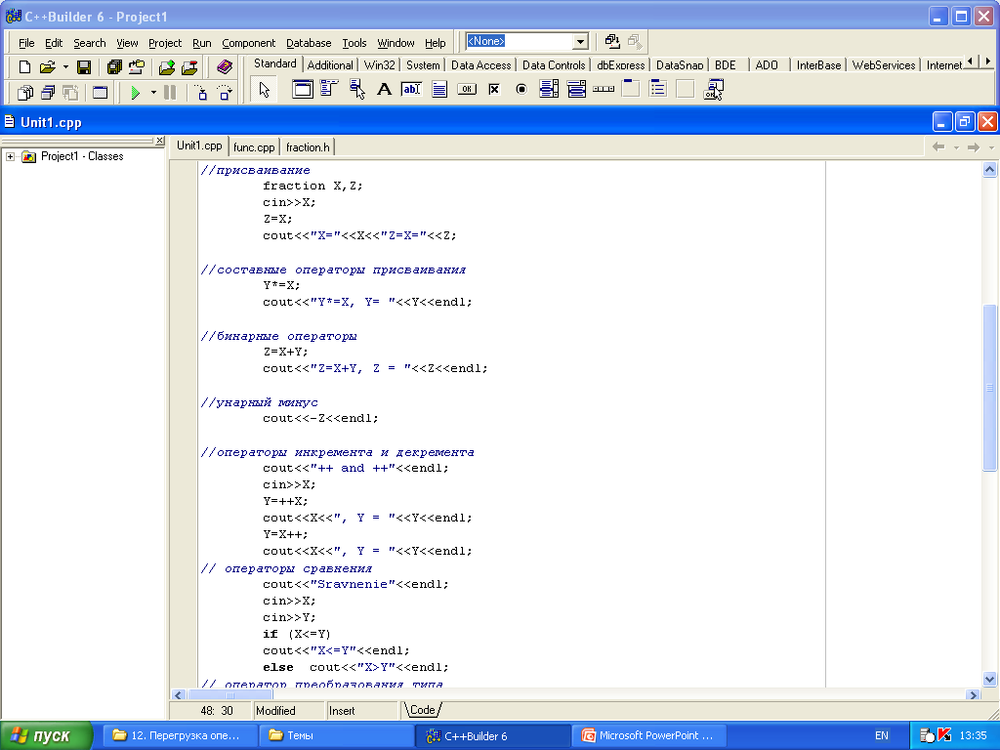 C++Builder 6 - Project1
File Edit Search View Project Run Component Database Tools Window Help <None>
Standard Additional Win32 System Data Access Data Controls dbExpress DataSnap BDE ADO InterBase WebServices Internet
Unit1.cpp
Project1 - Classes
Unit1.cpp func.cpp fraction.h
//присваивание
fraction X,Z;
cin>>X;
Z=X;
cout<<"X="<<X<<"Z=X="<<Z;
//составные операторы присваивания
Y*=X;
cout<<"Y*=X, Y= "<<Y<<endl;
//бинарные операторы
Z=X+Y;
cout<<"Z=X+Y, Z = "<<Z<<endl;
//унарный минус
cout<<-Z<<endl;
//операторы инкремента и декремента
cout<<"++ and ++"<<endl;
cin>>X;
Y=++X;
cout<<X<<", Y = "<<Y<<endl;
Y=X++;
cout<<X<<", Y = "<<Y<<endl;
// операторы сравнения
cout<<"Sravnenie"<<endl;
cin>>X;
cin>>Y;
if (X<=Y)
cout<<"X<=Y"<<endl;
else cout<<"X>Y"<<endl;
// оператор преобразования типа
48: 30 Modified Insert Code
пуск 12. Перегрузка опе... Темы C++Builder 6 Microsoft PowerPoint ... EN 13:35